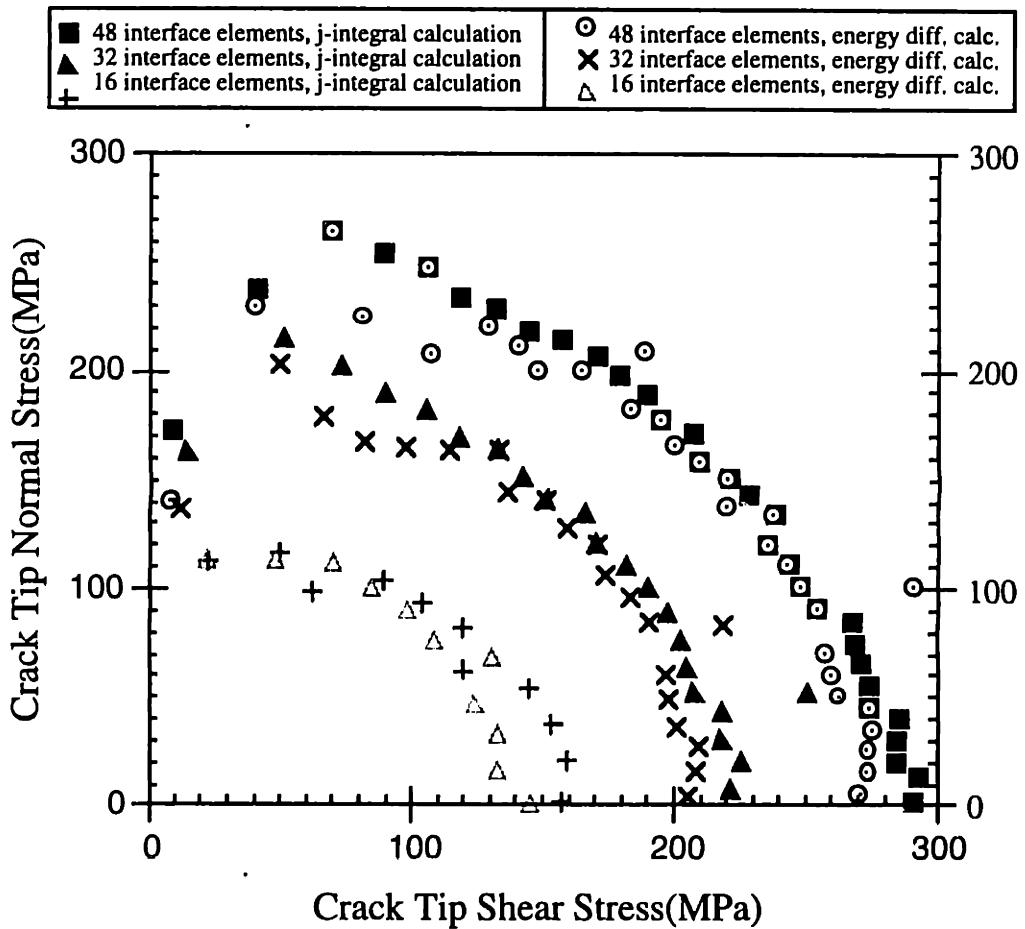 48 interface elements, j-integral calculation
32 interface elements, j-integral calculation
16 interface elements, j-integral calculation
48 interface elements, energy diff. calc.
32 interface elements, energy diff. calc.
16 interface elements, energy diff. calc.
300
200
100
0
300
200
100
0
Crack Tip Normal Stress(MPa)
0
100
200
300
Crack Tip Shear Stress(MPa)